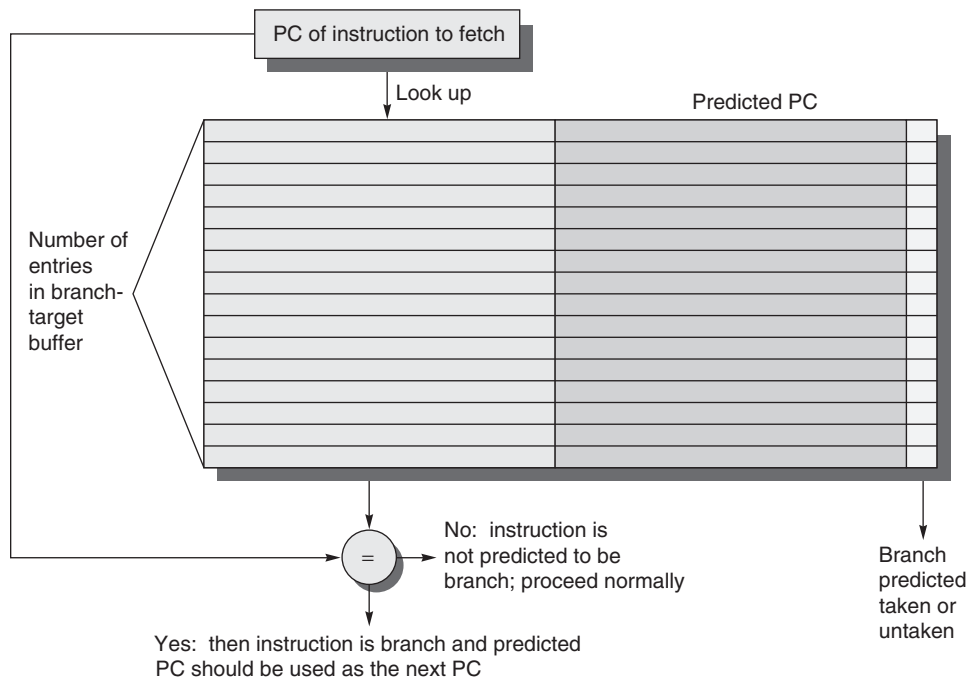 PC of instruction to fetch
Look up
Predicted PC
Number of
entries
in branch-
target
buffer
=
No: instruction is
not predicted to be
branch; proceed normally
Branch
predicted
taken or
untaken
Yes: then instruction is branch and predicted
PC should be used as the next PC